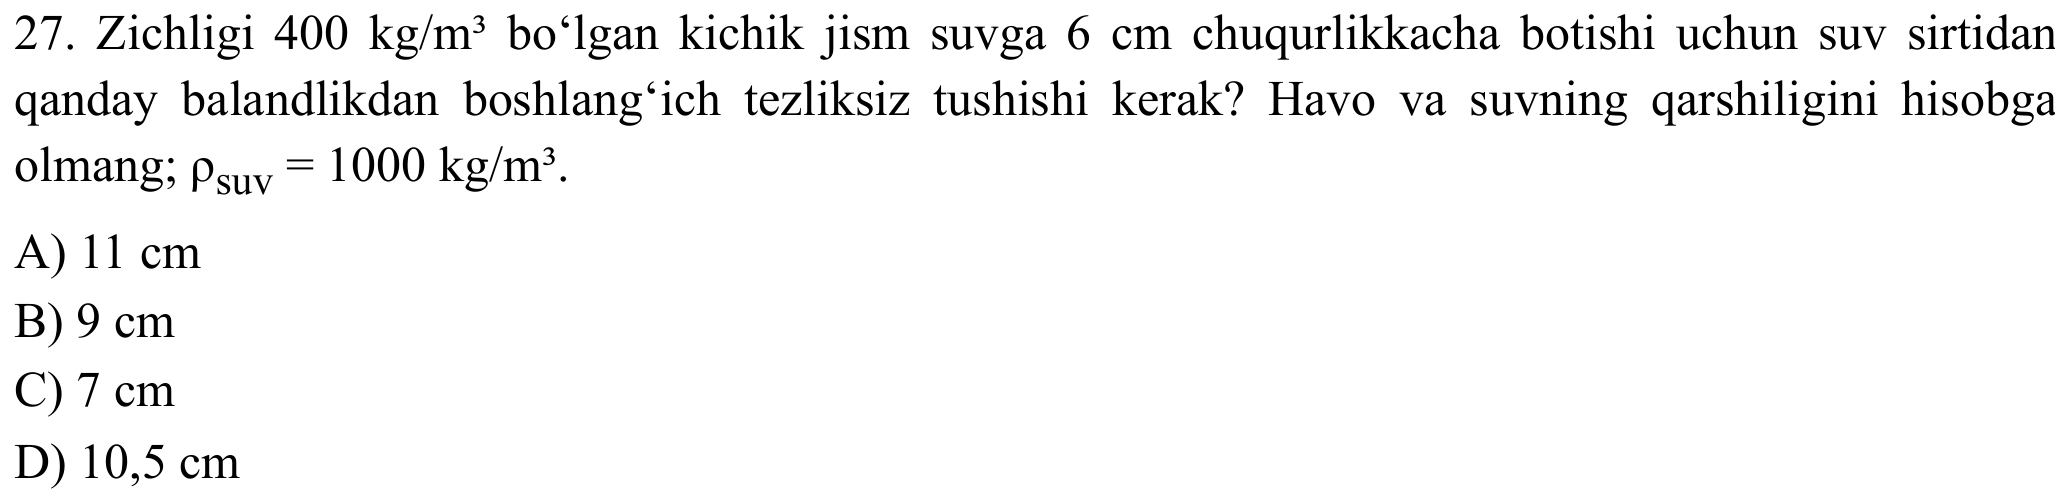 27. Zichligi 400 kg/m³ bo‘lgan kichik jism suvga 6 cm chuqurlikkacha botishi uchun suv sirtidan
qanday balandlikdan boshlang‘ich tezliksiz tushishi kerak? Havo va suvning qarshiligini hisobga
olmang; ρsuv = 1000 kg/m³.
A) 11 cm
B) 9 cm
C) 7 cm
D) 10,5 cm